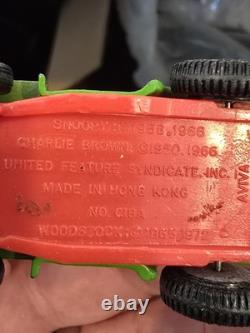 SNOOPY: © 1958, 1966
CHARLIE BROWN, © 1950, 1966
UNITED FEATURE SYNDICATE, INC.
MADE IN HONG KONG
NO. C18A
WOODSTOCK, © 1965, 1972
AVIVA